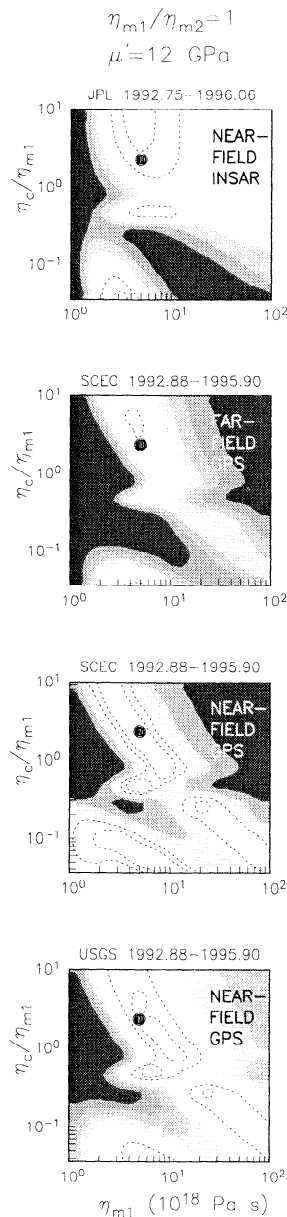 η_m1/η_m2=1
μ'=12 GPa
JPL 1992.75-1996.06
NEAR-
FIELD
INSAR
η_c/η_m1
10^1
10^0
10^-1
10^0 10^1 10^2
SCEC 1992.88-1995.90
FAR-
FIELD
GPS
η_c/η_m1
10^1
10^0
10^-1
10^0 10^1 10^2
SCEC 1992.88-1995.90
NEAR-
FIELD
GPS
η_c/η_m1
10^1
10^0
10^-1
10^0 10^1 10^2
USGS 1992.88-1995.90
NEAR-
FIELD
GPS
η_c/η_m1
10^1
10^0
10^-1
10^0 10^1 10^2
η_m1 (10^18 Pa s)